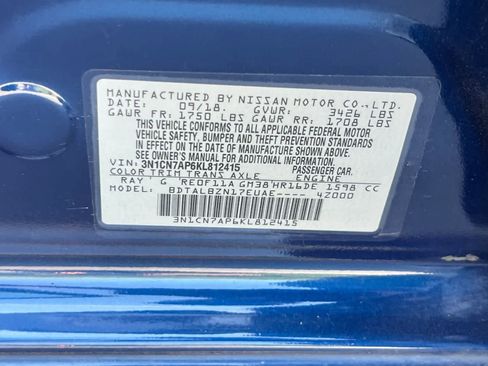 MANUFACTURED BY NISSAN MOTOR CO.,LTD.
DATE: 09/18. GVWR: 3426 LBS
GAWR FR: 1750 LBS GAWR RR: 1708 LBS
THIS VEHICLE CONFORMS TO ALL APPLICABLE FEDERAL MOTOR
VEHICLE SAFETY, BUMPER AND THEFT PREVENTION STANDARDS
IN EFFECT ON THE DATE OF MANUFACTURE SHOWN ABOVE.
SEE OWNER'S MANUAL FOR ADDITIONAL INFORMATION.
VIN: 3N1CN7AP6KL812415 PASSENGER CAR
COLOR TRIM TRANS AXLE ENGINE
RAY G RE0F11A GM38 HR16DE 1598 CC
MODEL: BDTALBZN17EUAE---- 4Z000
3N1CN7AP6KL812415